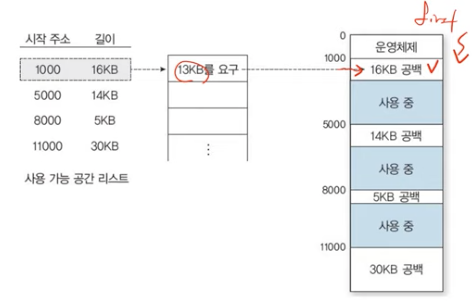 first
시작 주소 길이
1000 16KB
5000 14KB
8000 5KB
11000 30KB
사용 가능 공간 리스트
13KB를 요구
⋮
0
운영체제
1000
16KB 공백
사용 중
5000
14KB 공백
사용 중
8000
5KB 공백
사용 중
11000
30KB 공백